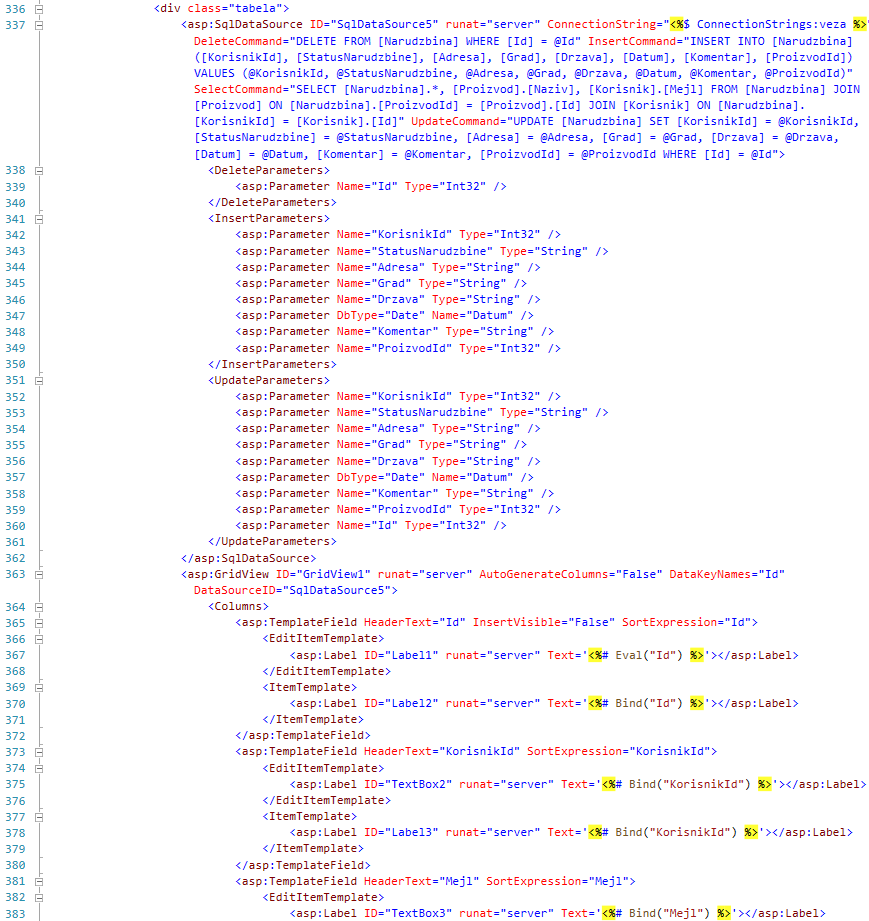 336 <div class="tabela">
337 <asp:SqlDataSource ID="SqlDataSource5" runat="server" ConnectionString="<%$ ConnectionStrings:veza %>"
DeleteCommand="DELETE FROM [Narudzbina] WHERE [Id] = @Id" InsertCommand="INSERT INTO [Narudzbina]
([KorisnikId], [StatusNarudzbine], [Adresa], [Grad], [Drzava], [Datum], [Komentar], [ProizvodId])
VALUES (@KorisnikId, @StatusNarudzbine, @Adresa, @Grad, @Drzava, @Datum, @Komentar, @ProizvodId)"
SelectCommand="SELECT [Narudzbina].*, [Proizvod].[Naziv], [Korisnik].[Mejl] FROM [Narudzbina] JOIN
[Proizvod] ON [Narudzbina].[ProizvodId] = [Proizvod].[Id] JOIN [Korisnik] ON [Narudzbina].
[KorisnikId] = [Korisnik].[Id]" UpdateCommand="UPDATE [Narudzbina] SET [KorisnikId] = @KorisnikId,
[StatusNarudzbine] = @StatusNarudzbine, [Adresa] = @Adresa, [Grad] = @Grad, [Drzava] = @Drzava,
[Datum] = @Datum, [Komentar] = @Komentar, [ProizvodId] = @ProizvodId WHERE [Id] = @Id">
338 <DeleteParameters>
339 <asp:Parameter Name="Id" Type="Int32" />
340 </DeleteParameters>
341 <InsertParameters>
342 <asp:Parameter Name="KorisnikId" Type="Int32" />
343 <asp:Parameter Name="StatusNarudzbine" Type="String" />
344 <asp:Parameter Name="Adresa" Type="String" />
345 <asp:Parameter Name="Grad" Type="String" />
346 <asp:Parameter Name="Drzava" Type="String" />
347 <asp:Parameter DbType="Date" Name="Datum" />
348 <asp:Parameter Name="Komentar" Type="String" />
349 <asp:Parameter Name="ProizvodId" Type="Int32" />
350 </InsertParameters>
351 <UpdateParameters>
352 <asp:Parameter Name="KorisnikId" Type="Int32" />
353 <asp:Parameter Name="StatusNarudzbine" Type="String" />
354 <asp:Parameter Name="Adresa" Type="String" />
355 <asp:Parameter Name="Grad" Type="String" />
356 <asp:Parameter Name="Drzava" Type="String" />
357 <asp:Parameter DbType="Date" Name="Datum" />
358 <asp:Parameter Name="Komentar" Type="String" />
359 <asp:Parameter Name="ProizvodId" Type="Int32" />
360 <asp:Parameter Name="Id" Type="Int32" />
361 </UpdateParameters>
362 </asp:SqlDataSource>
363 <asp:GridView ID="GridView1" runat="server" AutoGenerateColumns="False" DataKeyNames="Id"
DataSourceID="SqlDataSource5">
364 <Columns>
365 <asp:TemplateField HeaderText="Id" InsertVisible="False" SortExpression="Id">
366 <EditItemTemplate>
367 <asp:Label ID="Label1" runat="server" Text='<%# Eval("Id") %>'></asp:Label>
368 </EditItemTemplate>
369 <ItemTemplate>
370 <asp:Label ID="Label2" runat="server" Text='<%# Bind("Id") %>'></asp:Label>
371 </ItemTemplate>
372 </asp:TemplateField>
373 <asp:TemplateField HeaderText="KorisnikId" SortExpression="KorisnikId">
374 <EditItemTemplate>
375 <asp:Label ID="TextBox2" runat="server" Text='<%# Bind("KorisnikId") %>'></asp:Label>
376 </EditItemTemplate>
377 <ItemTemplate>
378 <asp:Label ID="Label3" runat="server" Text='<%# Bind("KorisnikId") %>'></asp:Label>
379 </ItemTemplate>
380 </asp:TemplateField>
381 <asp:TemplateField HeaderText="Mejl" SortExpression="Mejl">
382 <EditItemTemplate>
383 <asp:Label ID="TextBox3" runat="server" Text='<%# Bind("Mejl") %>'></asp:Label>